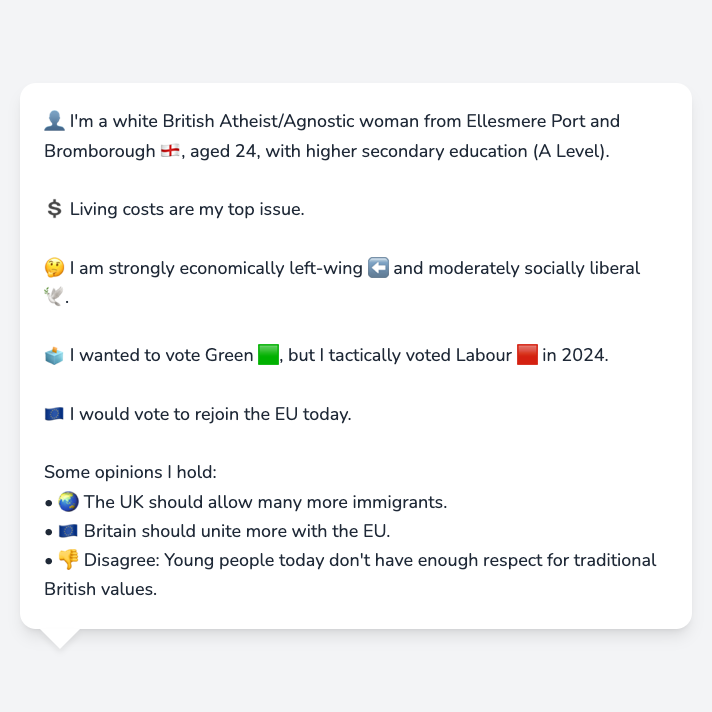 👤 I'm a white British Atheist/Agnostic woman from Ellesmere Port and
Bromborough 🏴󠁧󠁢󠁥󠁮󠁧󠁿, aged 24, with higher secondary education (A Level).
💲 Living costs are my top issue.
🤔 I am strongly economically left-wing ⬅️ and moderately socially liberal
🕊️.
🗳️ I wanted to vote Green 🟩, but I tactically voted Labour 🟥 in 2024.
🇪🇺 I would vote to rejoin the EU today.
Some opinions I hold:
• 🌏 The UK should allow many more immigrants.
• 🇪🇺 Britain should unite more with the EU.
• 👎 Disagree: Young people today don't have enough respect for traditional
British values.